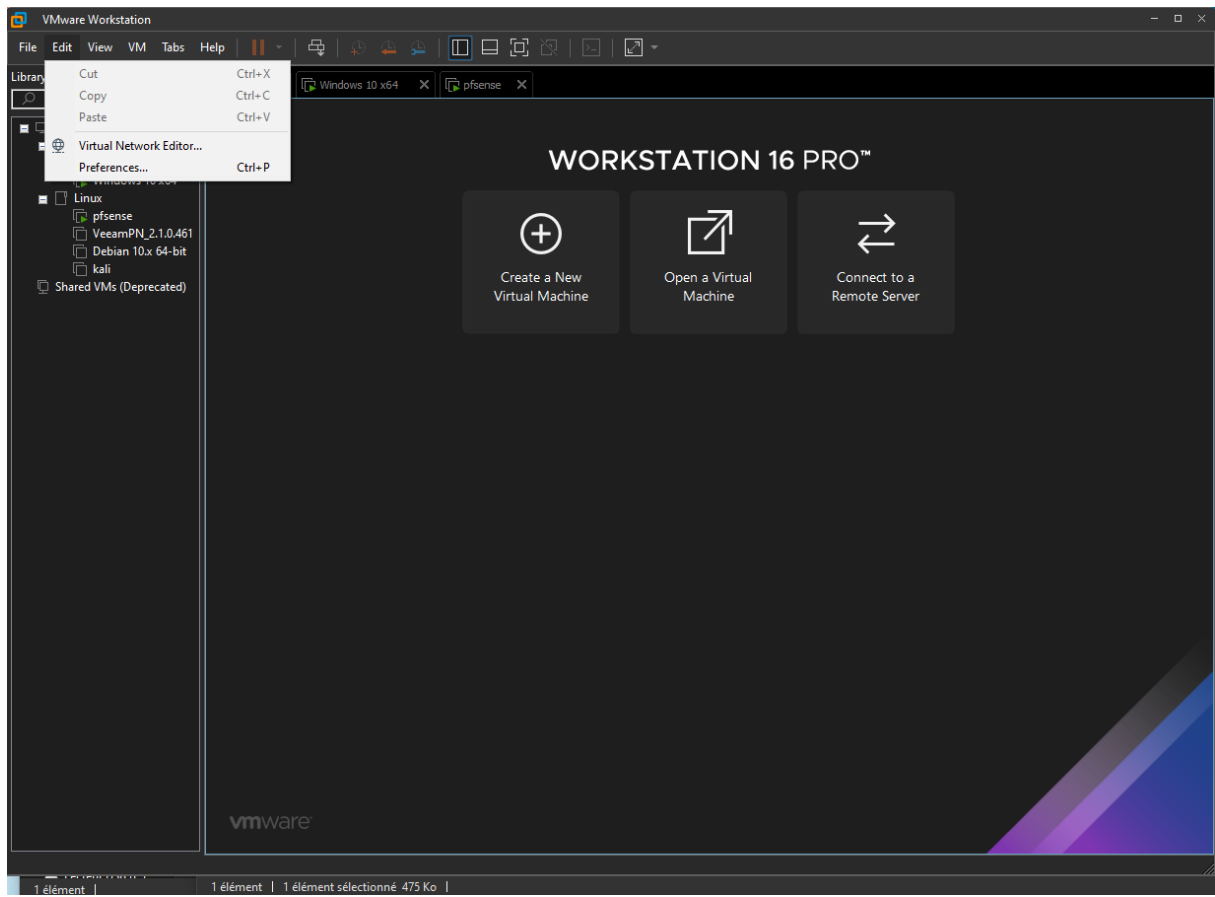 VMware Workstation
File Edit View VM Tabs Help
Library
Windows 10 x64
pfsense
Cut Ctrl+X
Copy Ctrl+C
Paste Ctrl+V
Virtual Network Editor...
Preferences... Ctrl+P
Windows 10 x64
Linux
pfsense
VeeamPN_2.1.0.461
Debian 10.x 64-bit
kali
Shared VMs (Deprecated)
WORKSTATION 16 PRO™
Create a New
Virtual Machine
Open a Virtual
Machine
Connect to a
Remote Server
vmware
1 élément
1 élément 1 élément sélectionné 475 Ko